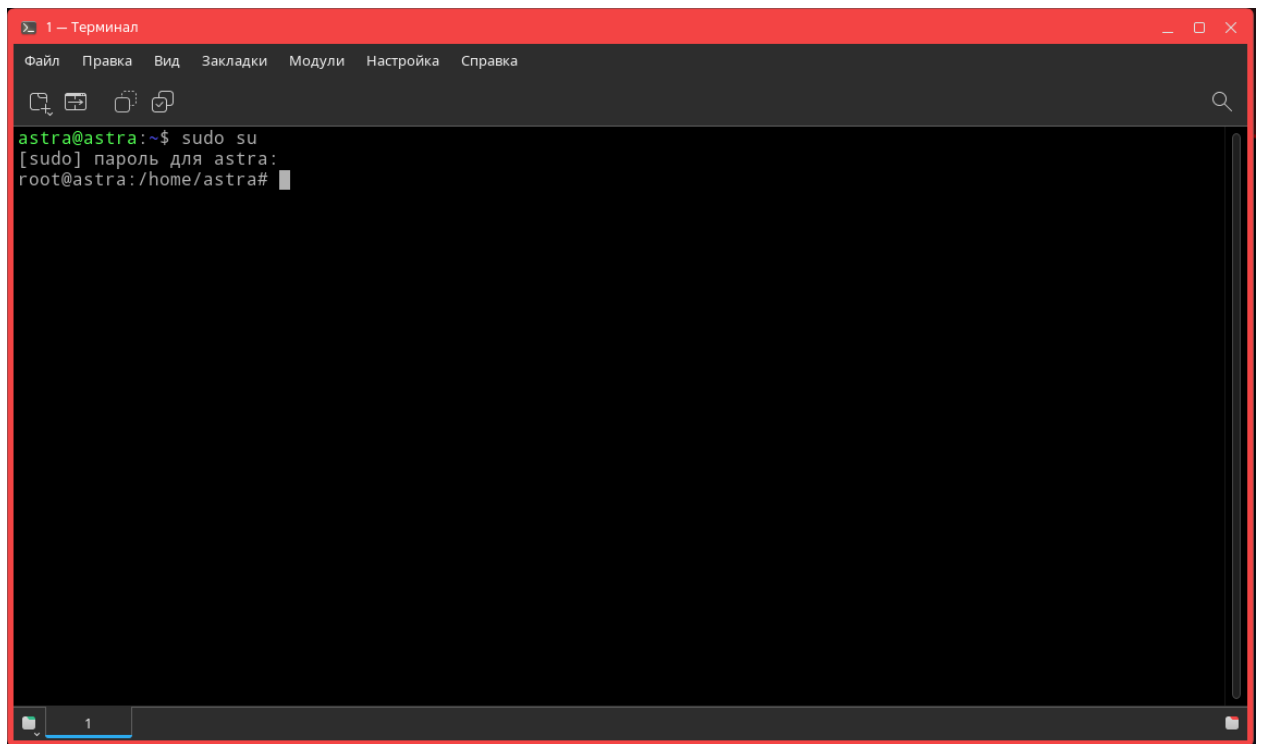 1 — Терминал
Файл Правка Вид Закладки Модули Настройка Справка
astra@astra:~$ sudo su
[sudo] пароль для astra:
root@astra:/home/astra#
1